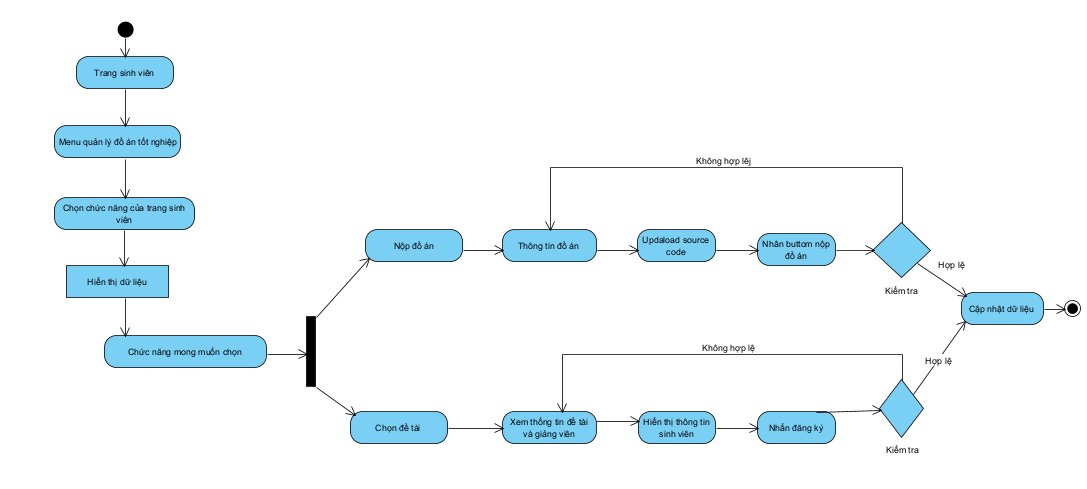 Trang sinh viên
Menu quản lý đồ án tốt nghiệp
Chọn chức năng của trang sinh
viên
Hiển thị dữ liệu
Chức năng mong muốn chọn
Không hợp lêj
Nộp đồ án
Thông tin đồ án
Updaload source
code
Nhấn buttom nộp
đồ án
Kiểm tra
Hợp lệ
Cập nhật dữ liệu
Không hợp lệ
Hợp lệ
Chọn đề tài
Xem thống tin đề tài
và giảng viên
Hiển thị thông tin
sinh viên
Nhấn đăng ký
Kiểm tra